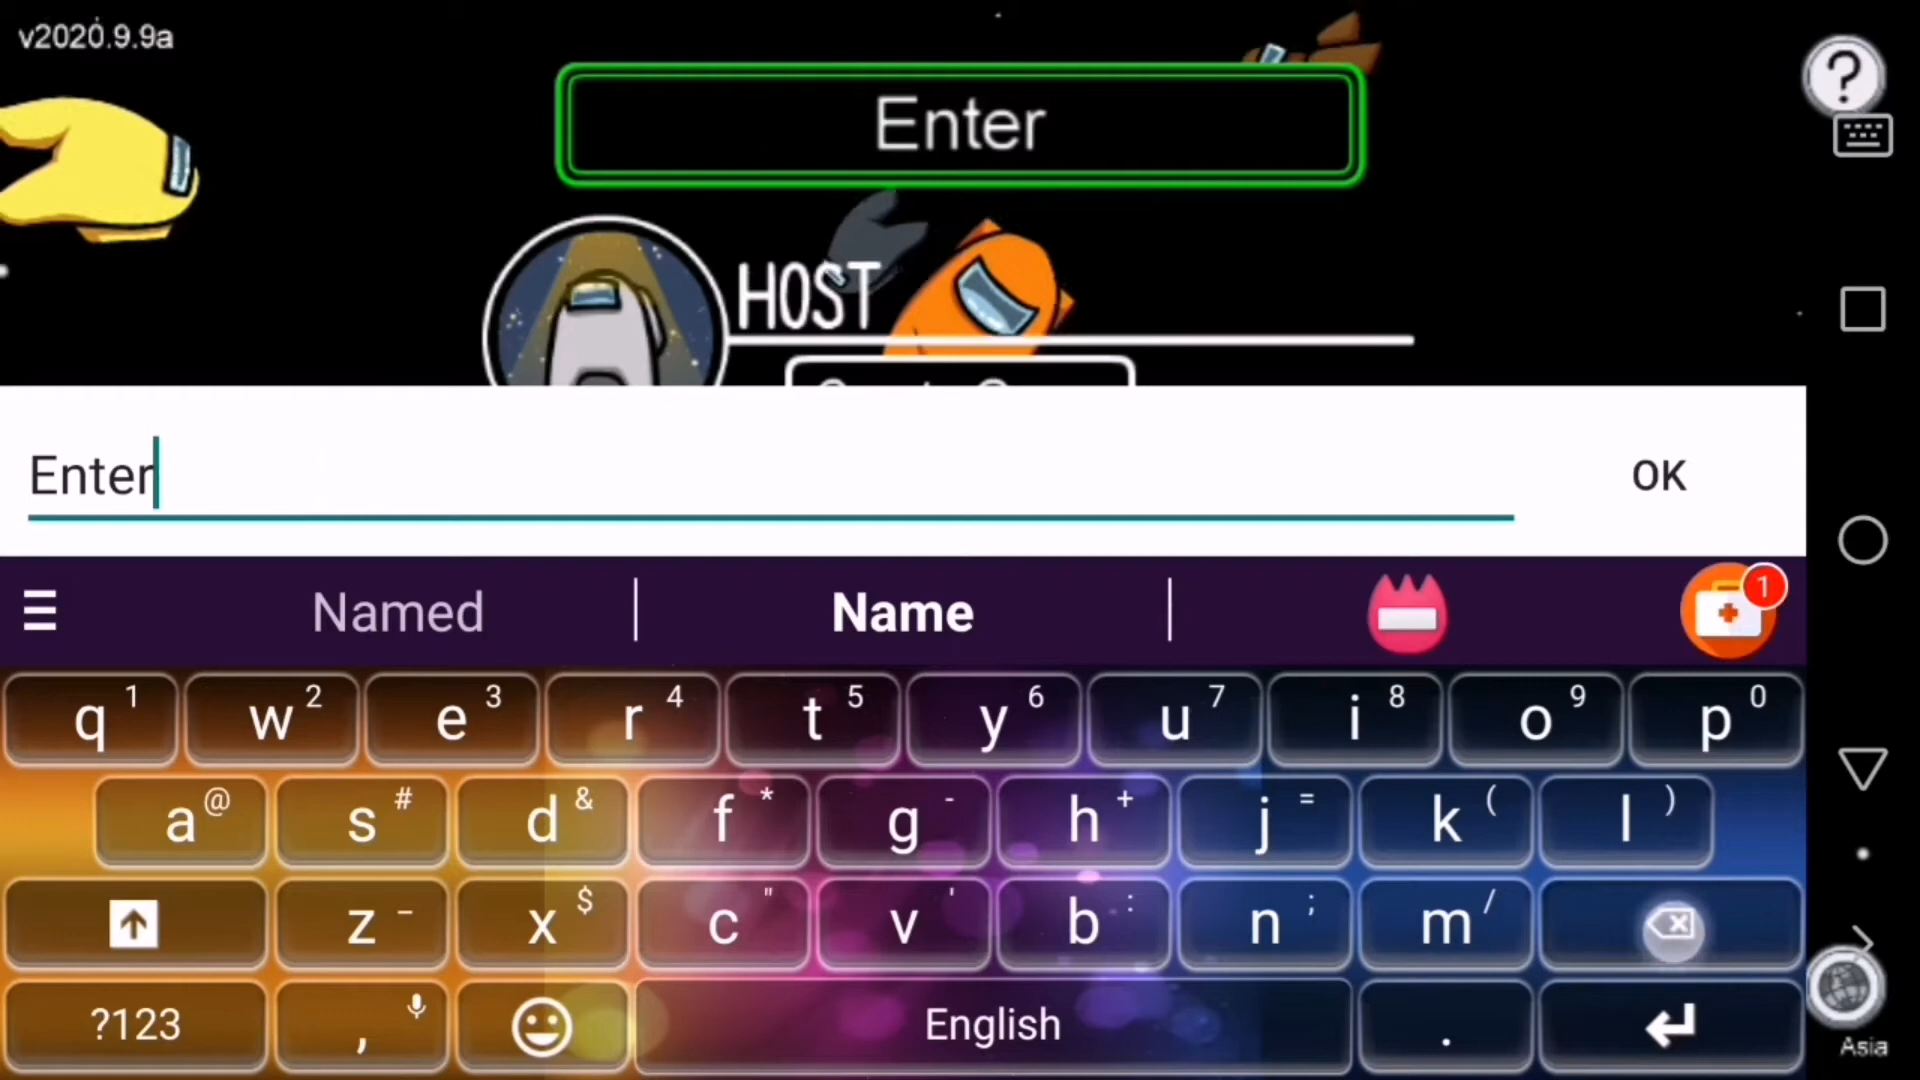 v2020.9.9a
Enter
?
HOST
Enter
OK
Named
Name
1
q 1 w 2 e 3 r 4 t 5 y 6 u 7 i 8 o 9 p 0
a @ s # d & f * g - h + j = k ( l )
z – x $ c " v ' b : n ; m /
?123 , English .
Asia